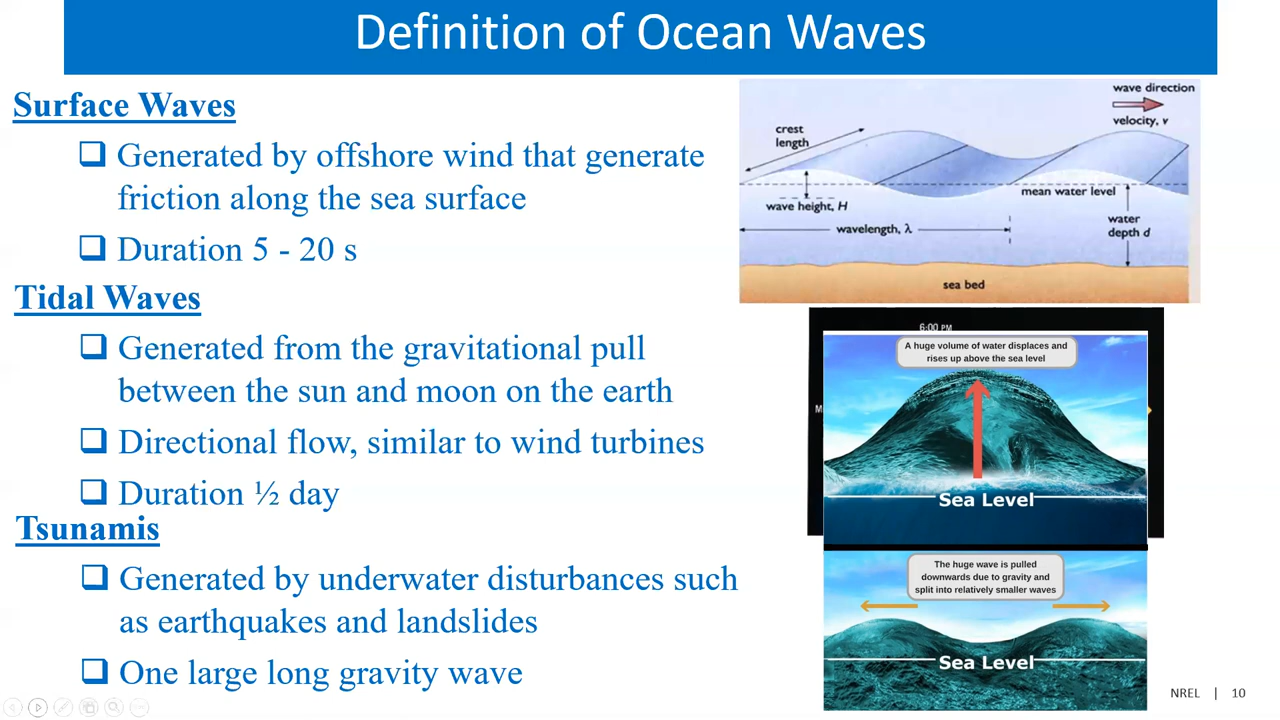 Definition of Ocean Waves
Surface Waves
❑ Generated by offshore wind that generate
friction along the sea surface
❑ Duration 5 - 20 s
Tidal Waves
❑ Generated from the gravitational pull
between the sun and moon on the earth
❑ Directional flow, similar to wind turbines
❑ Duration ½ day
Tsunamis
❑ Generated by underwater disturbances such
as earthquakes and landslides
❑ One large long gravity wave
wave direction
velocity, v
crest
length
mean water level
wave height, H
water
depth d
wavelength, λ
sea bed
6:00 PM
A huge volume of water displaces and
rises up above the sea level
Sea Level
The huge wave is pulled
downwards due to gravity and
split into relatively smaller waves
Sea Level
NREL | 10